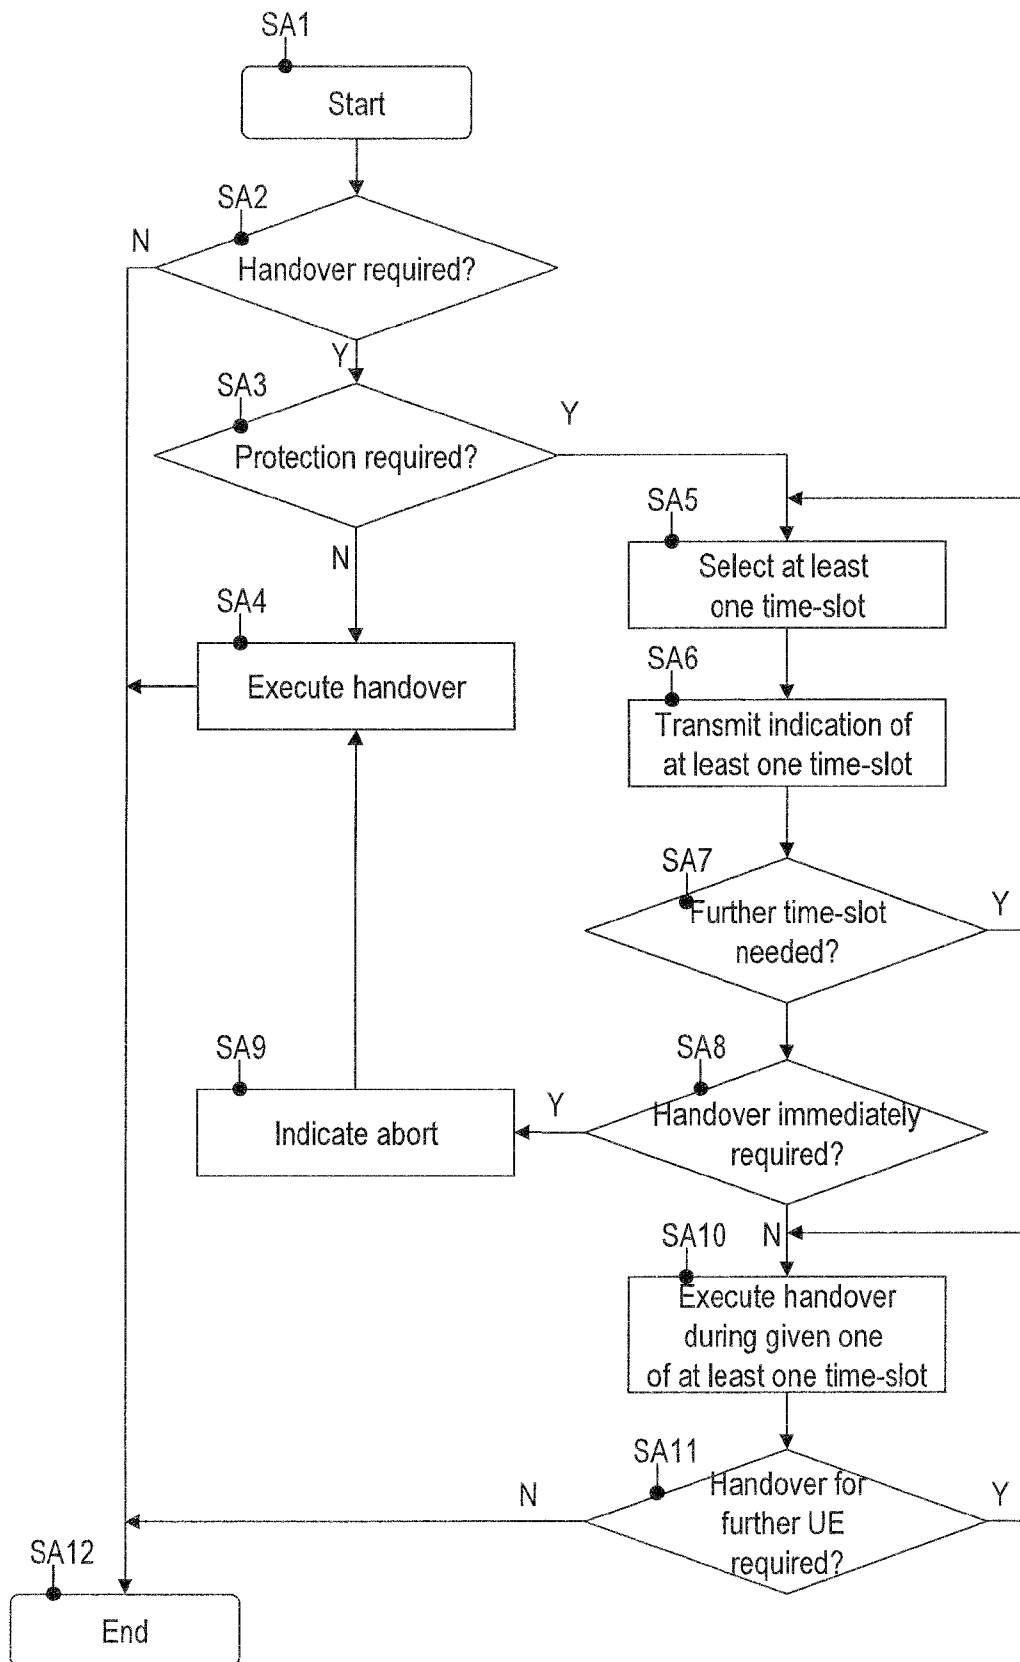 SA1
Start
SA2
N
Handover required?
Y
SA3
Y
Protection required?
SA5
N
Select at least
one time-slot
SA4
SA6
Execute handover
Transmit indication of
at least one time-slot
SA7
Further time-slot
needed?
Y
SA9
SA8
Y
Handover immediately
required?
Indicate abort
N
SA10
Execute handover
during given one
of at least one time-slot
SA11
N
Handover for
further UE
required?
Y
SA12
End